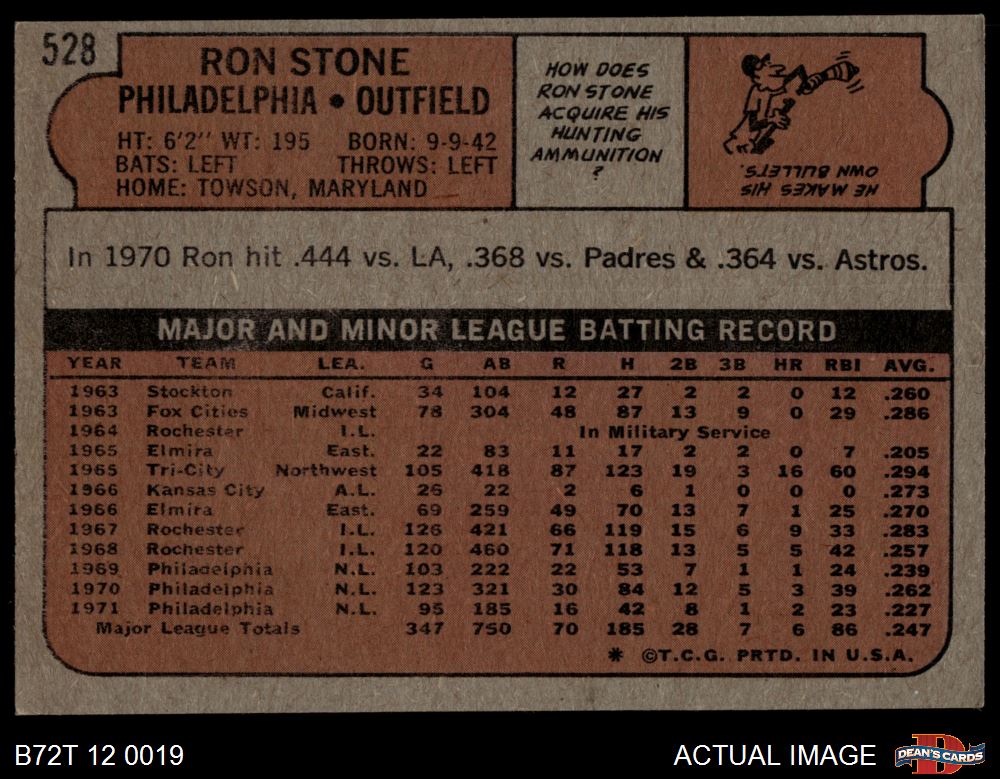 528
RON STONE
PHILADELPHIA • OUTFIELD
HT: 6'2" WT: 195 BORN: 9-9-42
BATS: LEFT THROWS: LEFT
HOME: TOWSON, MARYLAND
HOW DOES
RON STONE
ACQUIRE HIS
HUNTING
AMMUNITION
?
HE MAKES HIS
OWN BULLETS.
In 1970 Ron hit .444 vs. LA, .368 vs. Padres & .364 vs. Astros.
MAJOR AND MINOR LEAGUE BATTING RECORD
YEAR TEAM LEA. G AB R H 2B 3B HR RBI AVG.
1963 Stockton Calif. 34 104 12 27 2 2 0 12 .260
1963 Fox Cities Midwest 78 304 48 87 13 9 0 29 .286
1964 Rochester I.L. In Military Service
1965 Elmira East. 22 83 11 17 2 2 0 7 .205
1965 Tri-City Northwest 105 418 87 123 19 3 16 60 .294
1966 Kansas City A.L. 26 22 2 6 1 0 0 0 .273
1966 Elmira East. 69 259 49 70 13 7 1 25 .270
1967 Rochester I.L. 126 421 66 119 15 6 9 33 .283
1968 Rochester I.L. 120 460 71 118 13 5 5 42 .257
1969 Philadelphia N.L. 103 222 22 53 7 1 1 24 .239
1970 Philadelphia N.L. 123 321 30 84 12 5 3 39 .262
1971 Philadelphia N.L. 95 185 16 42 8 1 2 23 .227
Major League Totals 347 750 70 185 28 7 6 86 .247
* ©T.C.G. PRTD. IN U.S.A.
B72T 12 0019
ACTUAL IMAGE
DEAN'S CARDS